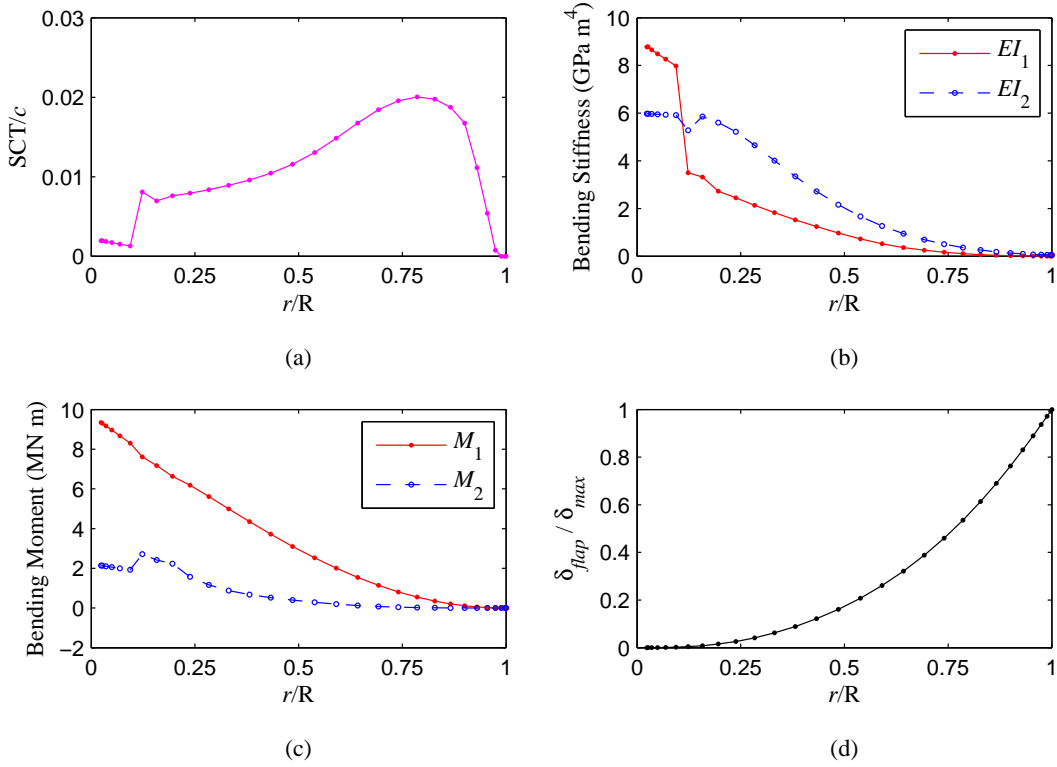 0.03
0.02
0.01
0
SCT/c
0 0.25 0.5 0.75 1
r/R
(a)
10
8
6
4
2
0
Bending Stiffness (GPa m⁴)
EI₁
EI₂
0 0.25 0.5 0.75 1
r/R
(b)
10
8
6
4
2
0
−2
Bending Moment (MN m)
M₁
M₂
0 0.25 0.5 0.75 1
r/R
(c)
1
0.8
0.6
0.4
0.2
0
δflap / δmax
0 0.25 0.5 0.75 1
r/R
(d)